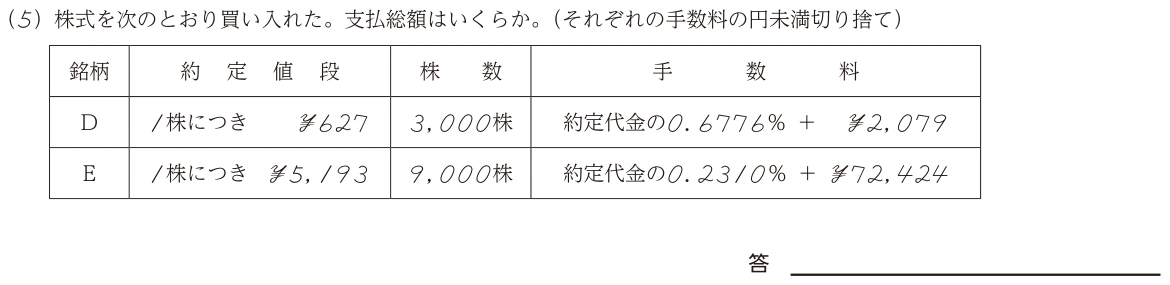 (5) 株式を次のとおり買い入れた。支払総額はいくらか。(それぞれの手数料の円未満切り捨て)
銘柄 約定値段 株数 手数料
D 1株につき ¥627 3,000株 約定代金の0.6776% + ¥2,079
E 1株につき ¥5,193 9,000株 約定代金の0.2310% + ¥72,424
答